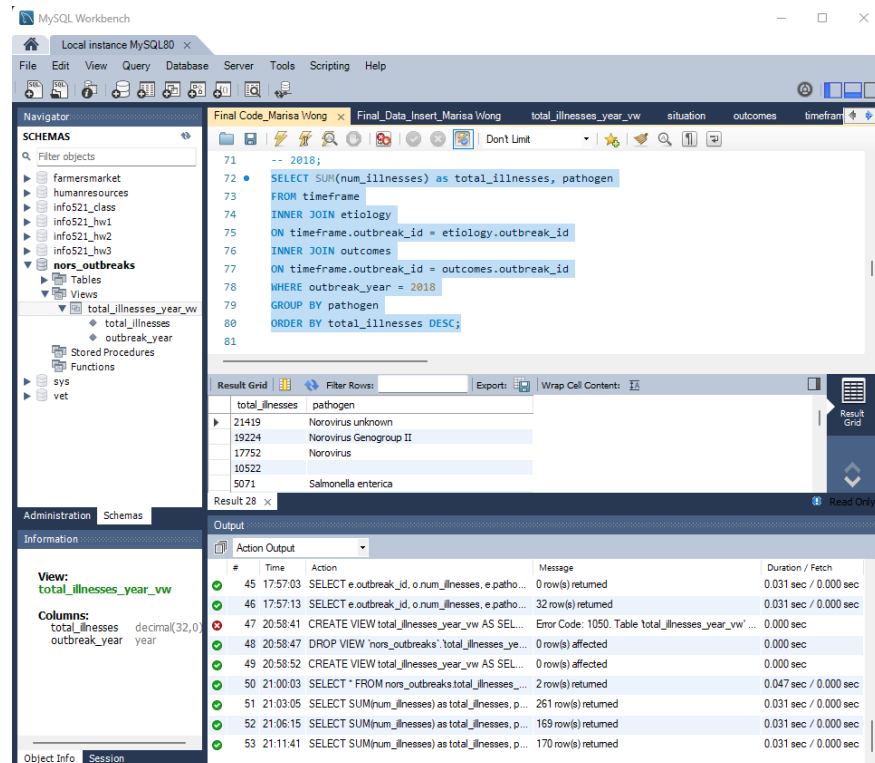 MySQL Workbench
Local instance MySQL80 ×
File Edit View Query Database Server Tools Scripting Help
Navigator
SCHEMAS
Filter objects
farmersmarket
humanresources
info521_class
info521_hw1
info521_hw2
info521_hw3
nors_outbreaks
Tables
Views
total_illnesses_year_vw
total_illnesses
outbreak_year
Stored Procedures
Functions
sys
vet
Administration Schemas
Information
View:
total_illnesses_year_vw
Columns:
total_illnesses decimal(32,0)
outbreak_year year
Object Info Session
Final Code_Marisa Wong × Final_Data_Insert_Marisa Wong total_illnesses_year_vw situation outcomes timefram
Don't Limit
71 -- 2018;
72 SELECT SUM(num_illnesses) as total_illnesses, pathogen
73 FROM timeframe
74 INNER JOIN etiology
75 ON timeframe.outbreak_id = etiology.outbreak_id
76 INNER JOIN outcomes
77 ON timeframe.outbreak_id = outcomes.outbreak_id
78 WHERE outbreak_year = 2018
79 GROUP BY pathogen
80 ORDER BY total_illnesses DESC;
81
Result Grid Filter Rows: Export: Wrap Cell Content:
total_illnesses pathogen
21419 Norovirus unknown
19224 Norovirus Genogroup II
17752 Norovirus
10522
5071 Salmonella enterica
Result Grid
Result 28 × Read Only
Output
Action Output
# Time Action Message Duration / Fetch
45 17:57:03 SELECT e.outbreak_id, o.num_illnesses, e.patho... 0 row(s) returned 0.031 sec / 0.000 sec
46 17:57:13 SELECT e.outbreak_id, o.num_illnesses, e.patho... 32 row(s) returned 0.031 sec / 0.000 sec
47 20:58:41 CREATE VIEW total_illnesses_year_vw AS SEL... Error Code: 1050. Table 'total_illnesses_year_vw' ... 0.000 sec
48 20:58:47 DROP VIEW `nors_outbreaks`.`total_illnesses_ye... 0 row(s) affected 0.000 sec
49 20:58:52 CREATE VIEW total_illnesses_year_vw AS SEL... 0 row(s) affected 0.000 sec
50 21:00:03 SELECT * FROM nors_outbreaks.total_illnesses_... 2 row(s) returned 0.047 sec / 0.000 sec
51 21:03:05 SELECT SUM(num_illnesses) as total_illnesses, p... 261 row(s) returned 0.031 sec / 0.000 sec
52 21:06:15 SELECT SUM(num_illnesses) as total_illnesses, p... 169 row(s) returned 0.031 sec / 0.000 sec
53 21:11:41 SELECT SUM(num_illnesses) as total_illnesses, p... 170 row(s) returned 0.031 sec / 0.000 sec